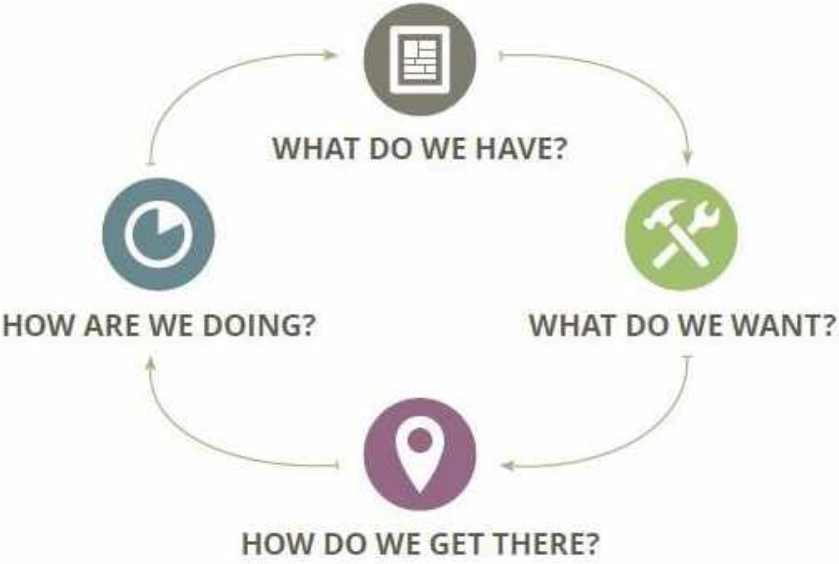 WHAT DO WE HAVE?
HOW ARE WE DOING?
WHAT DO WE WANT?
HOW DO WE GET THERE?